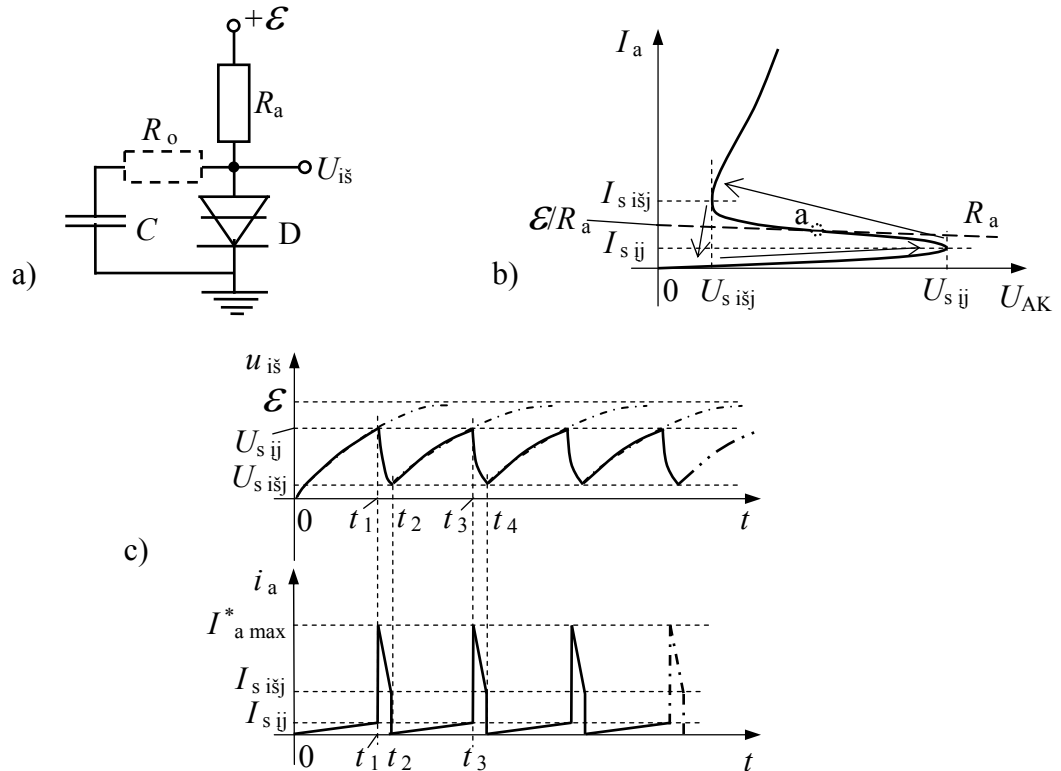 +ℰ
R a
R o
U iš
C
D
a)
I a
I s išj
a
R a
ℰ/R a
I s ij
0
U s išj
U s ij
U AK
b)
u iš
ℰ
U s ij
U s išj
0
t 1
t 2
t 3
t 4
t
c)
i a
I* a max
I s išj
I s ij
0
t 1
t 2
t 3
t